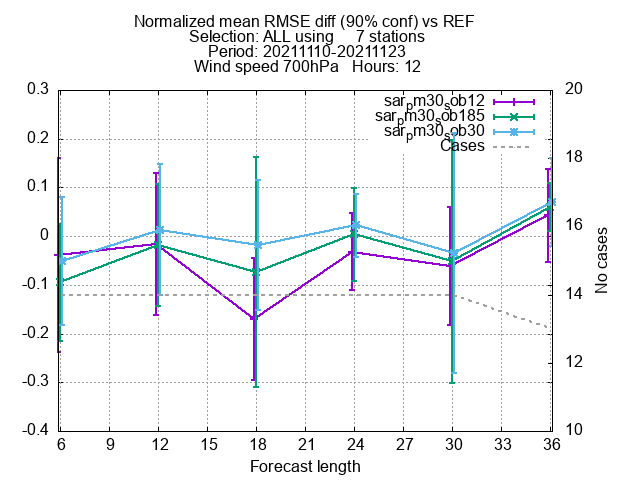 Normalized mean RMSE diff (90% conf) vs REF
Selection: ALL using     7 stations
Period: 20211110-20211123
Wind speed 700hPa   Hours: 12
sarpm30sob12
sarpm30sob185
sarpm30sob30
Cases
0.3
0.2
0.1
0
-0.1
-0.2
-0.3
-0.4
20
18
16
14
12
10
No cases
6 9 12 15 18 21 24 27 30 33 36
Forecast length